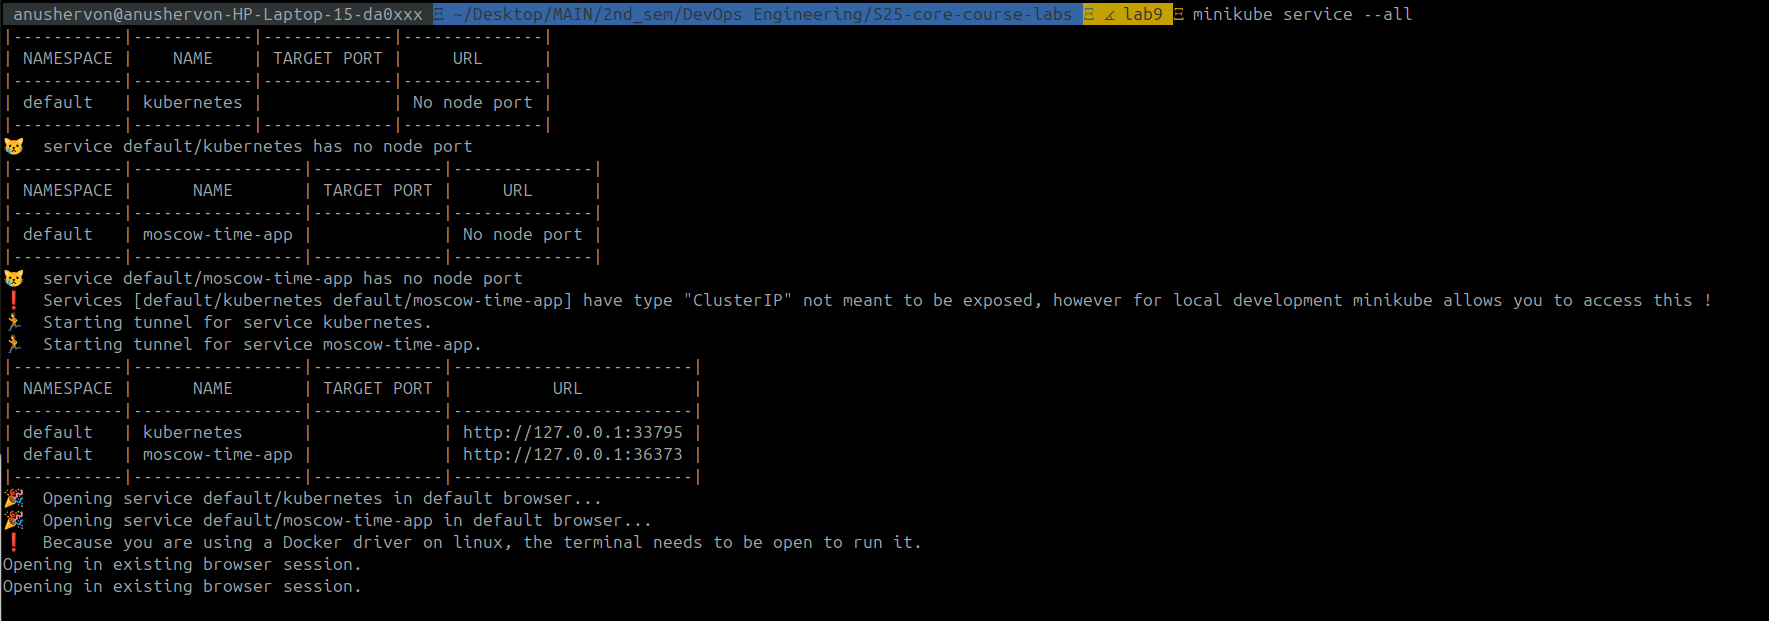 anushervon@anushervon-HP-Laptop-15-da0xxx ~/Desktop/MAIN/2nd_sem/DevOps Engineering/S25-core-course-labs lab9 minikube service --all
|-----------|------------|-------------|--------------|
| NAMESPACE |    NAME    | TARGET PORT |     URL      |
|-----------|------------|-------------|--------------|
| default   | kubernetes |             | No node port |
|-----------|------------|-------------|--------------|
😿  service default/kubernetes has no node port
|-----------|-----------------|-------------|--------------|
| NAMESPACE |      NAME       | TARGET PORT |     URL      |
|-----------|-----------------|-------------|--------------|
| default   | moscow-time-app |             | No node port |
|-----------|-----------------|-------------|--------------|
😿  service default/moscow-time-app has no node port
❗  Services [default/kubernetes default/moscow-time-app] have type "ClusterIP" not meant to be exposed, however for local development minikube allows you to access this !
🏃  Starting tunnel for service kubernetes.
🏃  Starting tunnel for service moscow-time-app.
|-----------|-----------------|-------------|------------------------|
| NAMESPACE |      NAME       | TARGET PORT |          URL           |
|-----------|-----------------|-------------|------------------------|
| default   | kubernetes      |             | http://127.0.0.1:33795 |
| default   | moscow-time-app |             | http://127.0.0.1:36373 |
|-----------|-----------------|-------------|------------------------|
🎉  Opening service default/kubernetes in default browser...
🎉  Opening service default/moscow-time-app in default browser...
❗  Because you are using a Docker driver on linux, the terminal needs to be open to run it.
Opening in existing browser session.
Opening in existing browser session.